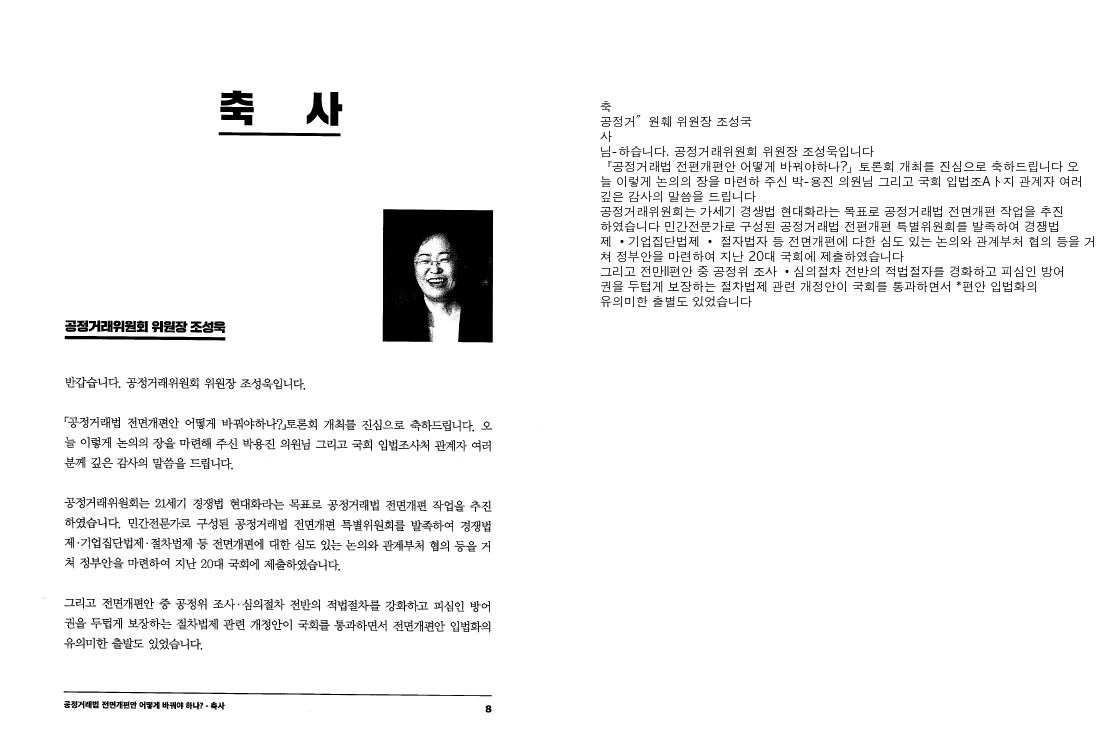 축 사
공정거래위원회 위원장 조성욱
반갑습니다. 공정거래위원회 위원장 조성욱입니다.
「공정거래법 전면개편안 어떻게 바꿔야하나?」토론회 개최를 진심으로 축하드립니다. 오
늘 이렇게 논의의 장을 마련해 주신 박용진 의원님 그리고 국회 입법조사처 관계자 여러
분께 깊은 감사의 말씀을 드립니다.
공정거래위원회는 21세기 경쟁법 현대화라는 목표로 공정거래법 전면개편 작업을 추진
하였습니다. 민간전문가로 구성된 공정거래법 전면개편 특별위원회를 발족하여 경쟁법
제·기업집단법제·절차법제 등 전면개편에 대한 심도 있는 논의와 관계부처 협의 등을 거
쳐 정부안을 마련하여 지난 20대 국회에 제출하였습니다.
그리고 전면개편안 중 공정위 조사·심의절차 전반의 적법절차를 강화하고 피심인 방어
권을 두텁게 보장하는 절차법제 관련 개정안이 국회를 통과하면서 전면개편안 입법화의
유의미한 출발도 있었습니다.
공정거래법 전면개편안 어떻게 바꿔야 하나? - 축사
8
축
공정거〞원훼 위원장 조성국
사
님-하습니다. 공정거래위원회 위원장 조성욱입니다
「공정거래법 전편개편안 어떻게 바꿔야하나?」토론회 개최를 진심으로 축하드립니다 오
늘 이렇게 논의의 장을 마련하 주신 박-용진 의원님 그리고 국회 입법조Aㅏ지 관계자 여러
깊은 감사의 말씀을 드립니다
공정거래위원회는 가세기 경생법 현대화라는 목표로 공정거래법 전면개편 작업을 추진
하였습니다 민간전문가로 구성된 공정거래법 전편개편 특별위원회를 발족하여 경쟁법
제 •기업집단법제 • 절자법자 등 전면개편에 다한 심도 있는 논의와 관계부처 협의 등을 거
쳐 정부안을 마련하여 지난 20대 국회에 제출하였습니다
그리고 전만||편안 중 공정위 조사 •심의절차 전반의 적법절자를 경화하고 피심인 방어
권을 두텁게 보장하는 절차법제 관련 개정안이 국회를 통과하면서 *편안 입법화의
유의미한 출별도 있었습니다